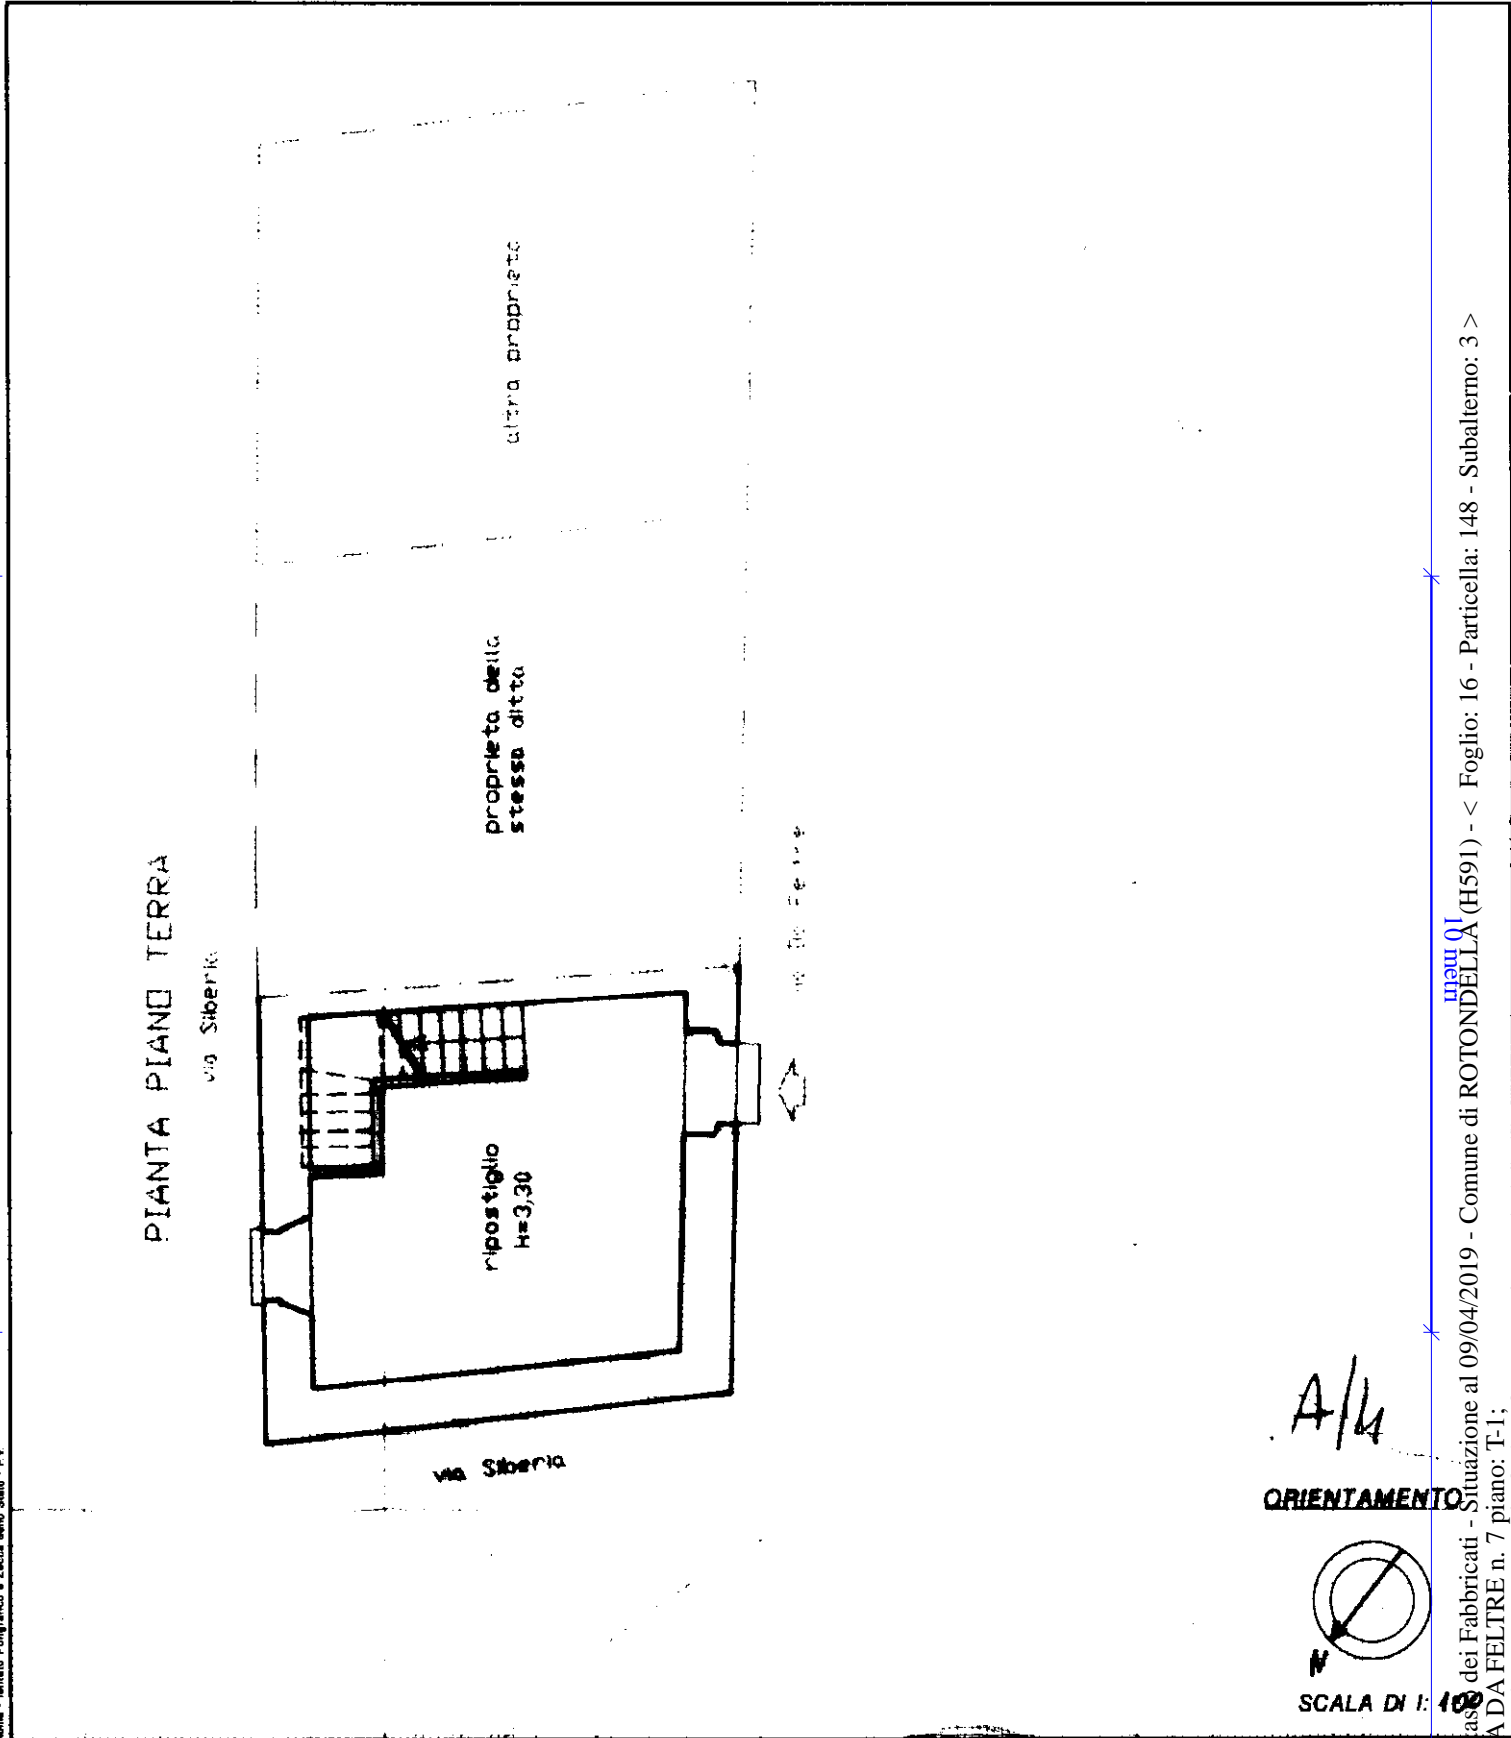 PIANTA PIANO TERRA
via Siberia
altra proprieta
proprieta della
stessa ditta
ripostiglio
H=3,30
via Siberia
A/4
ORIENTAMENTO
N
SCALA DI 1: 100
10 metri
dei Fabbricati - Situazione al 09/04/2019 - Comune di ROTONDELLA (H591) - < Foglio: 16 - Particella: 148 - Subalterno: 3 >
A DA FELTRE n. 7 piano: T-1;